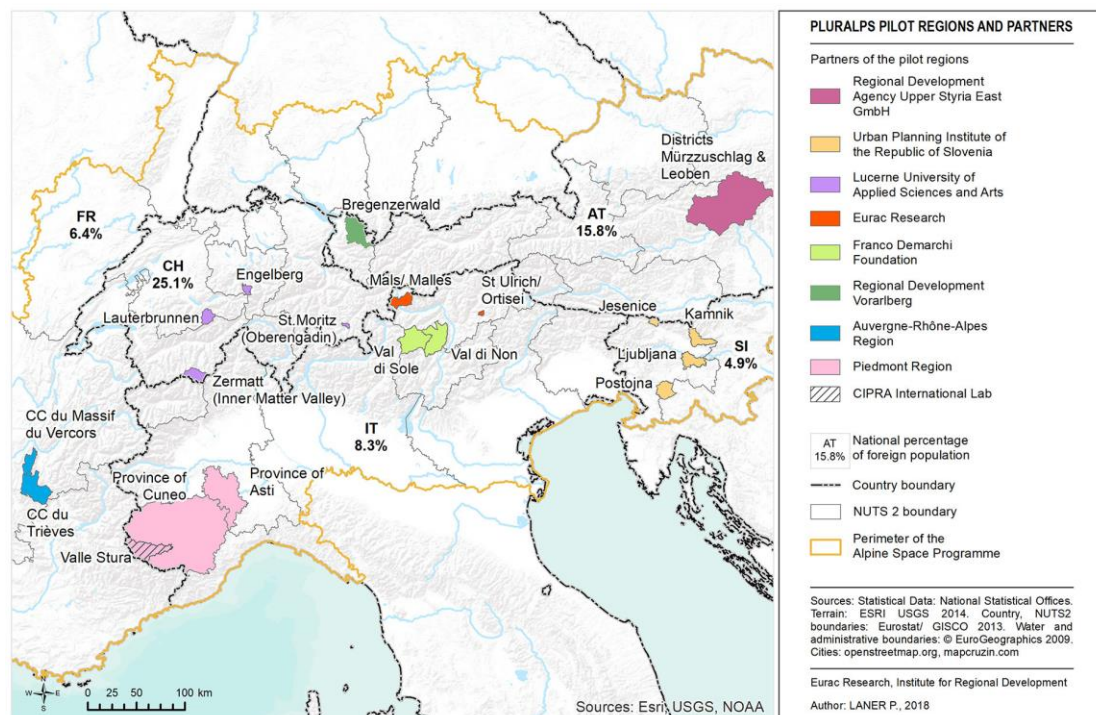 FR
6.4%
CH
25.1%
AT
15.8%
Districts
Mürzzuschlag &
Leoben
Bregenzerwald
Engelberg
Mals/ Malles
St Ulrich/
Ortisei
Lauterbrunnen
St.Moritz
(Oberengadin)
Jesenice
Kamnik
SI
4.9%
Ljubljana
Val
di Sole
Val di Non
Postojna
Zermatt
(Inner Matter Valley)
CC du Massif
du Vercors
IT
8.3%
Province of
Cuneo
Province of
Asti
CC du
Trièves
Valle Stura
N
W E
S
0 25 50 100 km
Sources: Esri, USGS, NOAA
PLURALPS PILOT REGIONS AND PARTNERS
Partners of the pilot regions
Regional Development
Agency Upper Styria East
GmbH
Urban Planning Institute of
the Republic of Slovenia
Lucerne University of
Applied Sciences and Arts
Eurac Research
Franco Demarchi
Foundation
Regional Development
Vorarlberg
Auvergne-Rhône-Alpes
Region
Piedmont Region
CIPRA International Lab
AT
15.8%
National percentage
of foreign population
Country boundary
NUTS 2 boundary
Perimeter of the
Alpine Space Programme
Sources: Statistical Data: National Statistical Offices.
Terrain: ESRI USGS 2014. Country, NUTS2
boundaries: Eurostat/ GISCO 2013. Water and
administrative boundaries: © EuroGeographics 2009.
Cities: openstreetmap.org, mapcruzin.com
Eurac Research, Institute for Regional Development
Author: LANER P., 2018